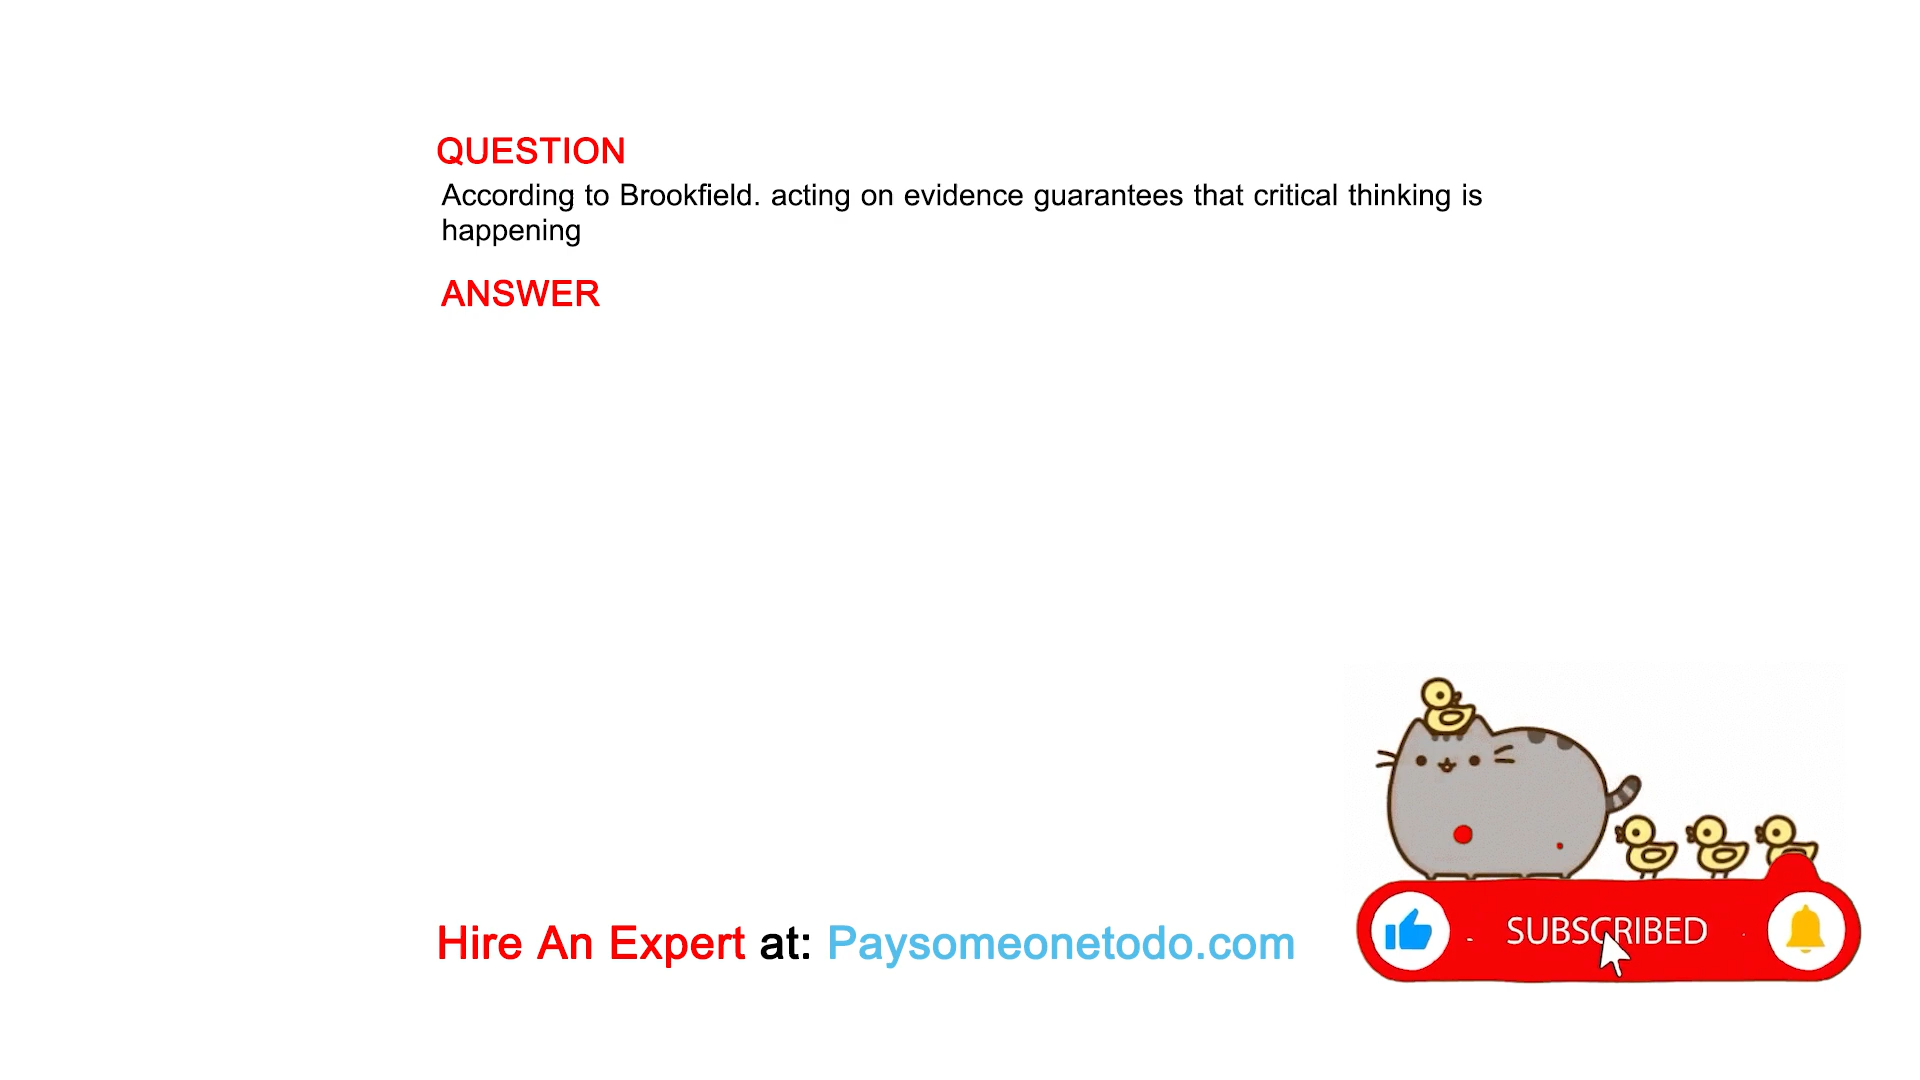 QUESTION
According to Brookfield. acting on evidence guarantees that critical thinking is
happening
ANSWER
Hire An Expert at: Paysomeonetodo.com
SUBSCRIBED